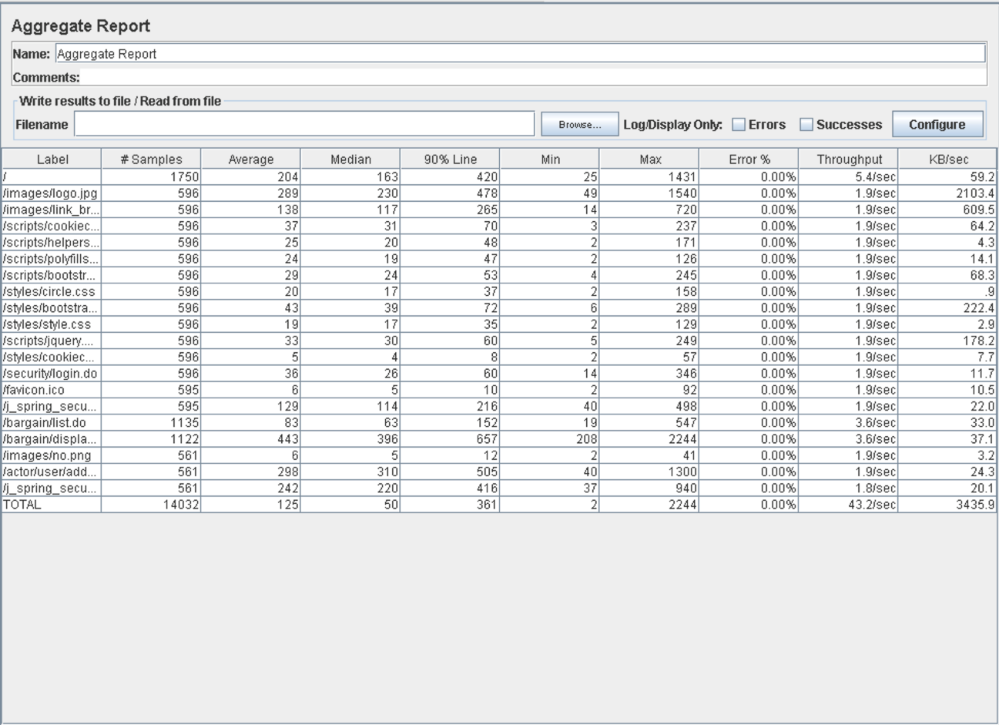 Aggregate Report
Name: Aggregate Report
Comments:
Write results to file / Read from file
Filename Browse... Log/Display Only: Errors Successes Configure
Label # Samples Average Median 90% Line Min Max Error % Throughput KB/sec
/ 1750 204 163 420 25 1431 0.00% 5.4/sec 59.2
/images/logo.jpg 596 289 230 478 49 1540 0.00% 1.9/sec 2103.4
/images/link_br... 596 138 117 265 14 720 0.00% 1.9/sec 609.5
/scripts/cookiec... 596 37 31 70 3 237 0.00% 1.9/sec 64.2
/scripts/helpers... 596 25 20 48 2 171 0.00% 1.9/sec 4.3
/scripts/polyfills... 596 24 19 47 2 126 0.00% 1.9/sec 14.1
/scripts/bootstr... 596 29 24 53 4 245 0.00% 1.9/sec 68.3
/styles/circle.css 596 20 17 37 2 158 0.00% 1.9/sec .9
/styles/bootstra... 596 43 39 72 6 289 0.00% 1.9/sec 222.4
/styles/style.css 596 19 17 35 2 129 0.00% 1.9/sec 2.9
/scripts/jquery.... 596 33 30 60 5 249 0.00% 1.9/sec 178.2
/styles/cookiec... 596 5 4 8 2 57 0.00% 1.9/sec 7.7
/security/login.do 596 36 26 60 14 346 0.00% 1.9/sec 11.7
/favicon.ico 595 6 5 10 2 92 0.00% 1.9/sec 10.5
/j_spring_secu... 595 129 114 216 40 498 0.00% 1.9/sec 22.0
/bargain/list.do 1135 83 63 152 19 547 0.00% 3.6/sec 33.0
/bargain/displa... 1122 443 396 657 208 2244 0.00% 3.6/sec 37.1
/images/no.png 561 6 5 12 2 41 0.00% 1.9/sec 3.2
/actor/user/add... 561 298 310 505 40 1300 0.00% 1.9/sec 24.3
/j_spring_secu... 561 242 220 416 37 940 0.00% 1.8/sec 20.1
TOTAL 14032 125 50 361 2 2244 0.00% 43.2/sec 3435.9